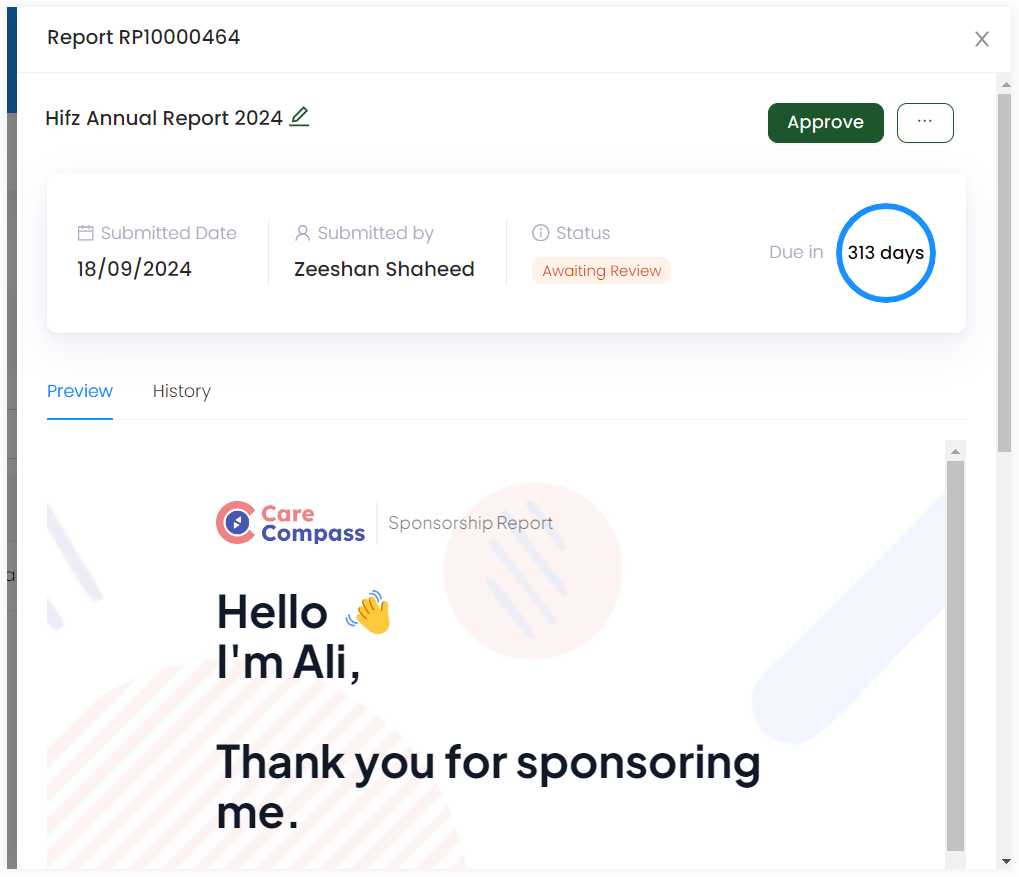 Report RP10000464
Hifz Annual Report 2024
Approve
...
Submitted Date
18/09/2024
Submitted by
Zeeshan Shaheed
Status
Awaiting Review
Due in
313 days
Preview
History
a
Care
Compass
Sponsorship Report
Hello 👋
I'm Ali,
Thank you for sponsoring
me.